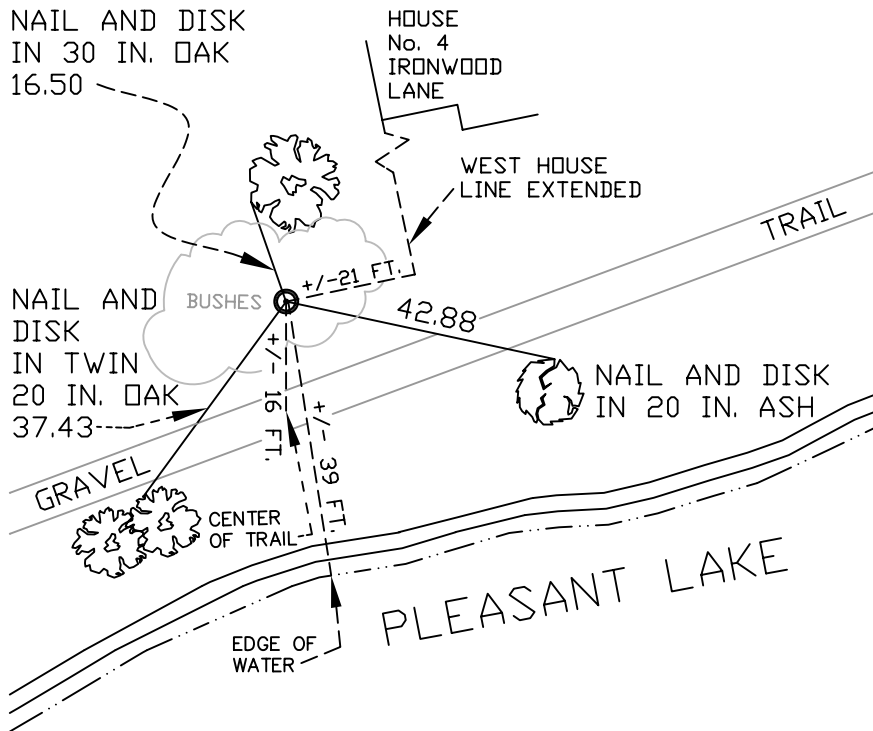 NAIL AND DISK
IN 30 IN. OAK
16.50
HOUSE
No. 4
IRONWOOD
LANE
WEST HOUSE
LINE EXTENDED
TRAIL
+/-21 FT.
BUSHES
42.88
NAIL AND
DISK
IN TWIN
20 IN. OAK
37.43
+/- 16 FT.
+/- 39 FT.
NAIL AND DISK
IN 20 IN. ASH
GRAVEL
CENTER
OF TRAIL
PLEASANT LAKE
EDGE OF
WATER